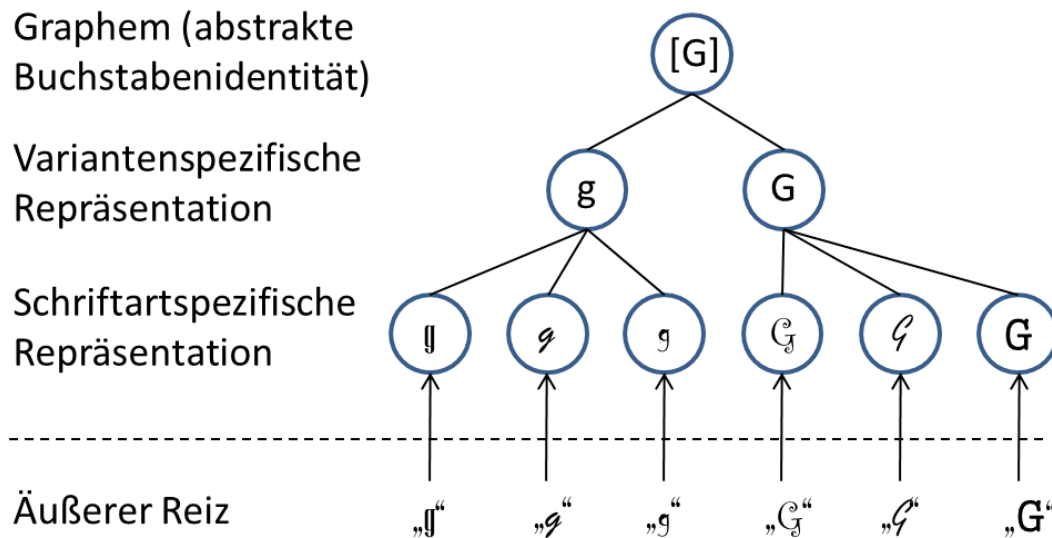 Graphem (abstrakte
Buchstabenidentität)
[G]
Variantenspezifische
Repräsentation
g G
Schriftartspezifische
Repräsentation
g g g G G G
Äußerer Reiz
„g“ „g“ „g“ „G“ „G“ „G“